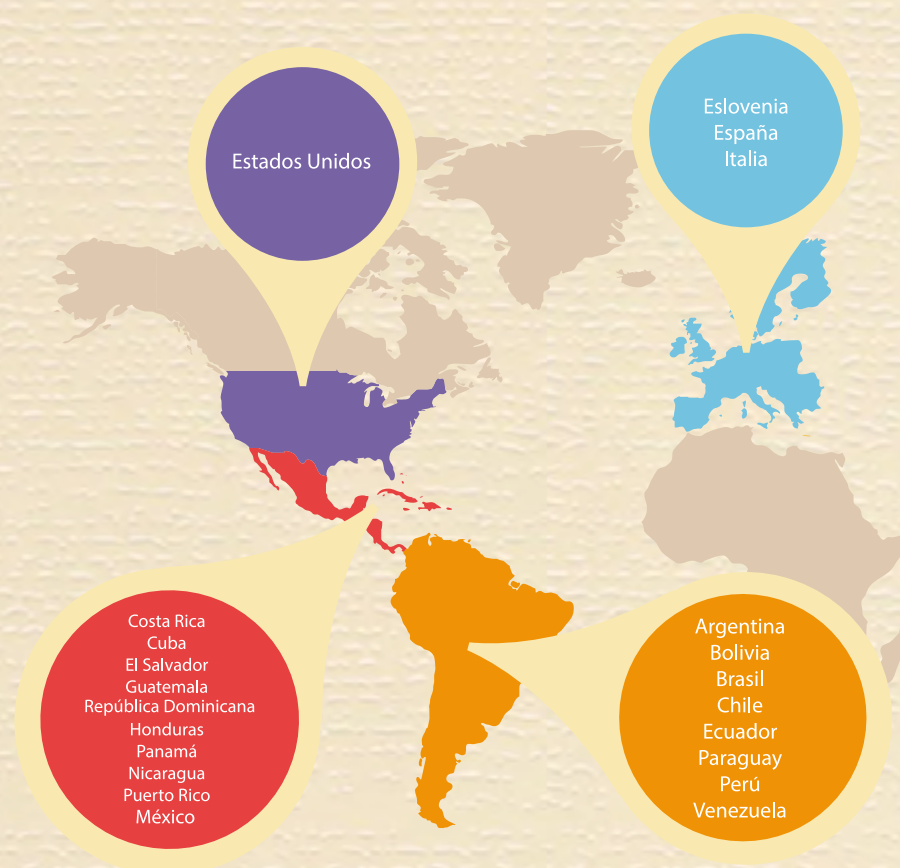 Estados Unidos
Eslovenia
España
Italia
Costa Rica
Cuba
El Salvador
Guatemala
República Dominicana
Honduras
Panamá
Nicaragua
Puerto Rico
México
Argentina
Bolivia
Brasil
Chile
Ecuador
Paraguay
Perú
Venezuela